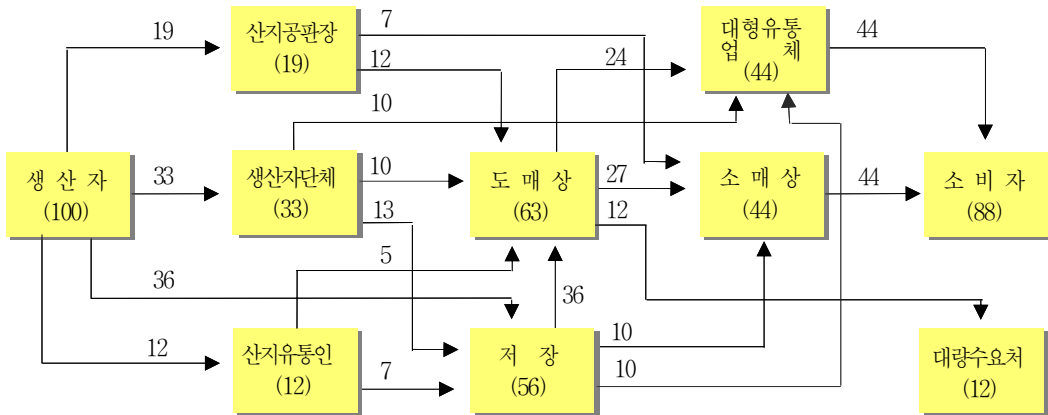 19
산지공판장
(19)
7
12
대형유통
업 체
(44)
44
24
10
생 산 자
(100)
33
생산자단체
(33)
10
13
도 매 상
(63)
27
12
소 매 상
(44)
44
소 비 자
(88)
5
36
36
12
산지유통인
(12)
7
저 장
(56)
10
10
대량수요처
(12)